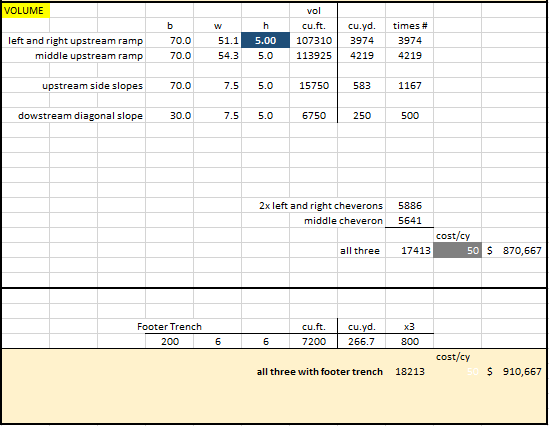 VOLUME vol
b w h cu.ft. cu.yd. times #
left and right upstream ramp 70.0 51.1 5.00 107310 3974 3974
middle upstream ramp 70.0 54.3 5.0 113925 4219 4219
upstream side slopes 70.0 7.5 5.0 15750 583 1167
dowstream diagonal slope 30.0 7.5 5.0 6750 250 500
2x left and right cheverons 5886
middle cheveron 5641
cost/cy
all three 17413 50 $ 870,667
Footer Trench cu.ft. cu.yd. x3
200 6 6 7200 266.7 800
cost/cy
all three with footer trench 18213 50 $ 910,667